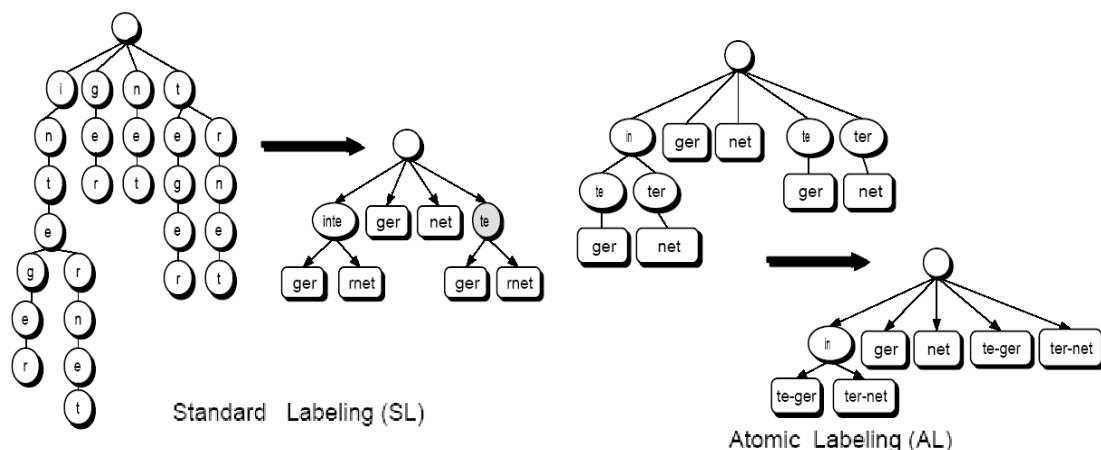 i g n t
n e e e r
t r t g n
e e e
g r r t
e n
r e
t
inte ger net te
ger rnet ger rnet
Standard Labeling (SL)
in ger net te ter
te ter ger net
ger net
in ger net te-ger ter-net
te-ger ter-net
Atomic Labeling (AL)